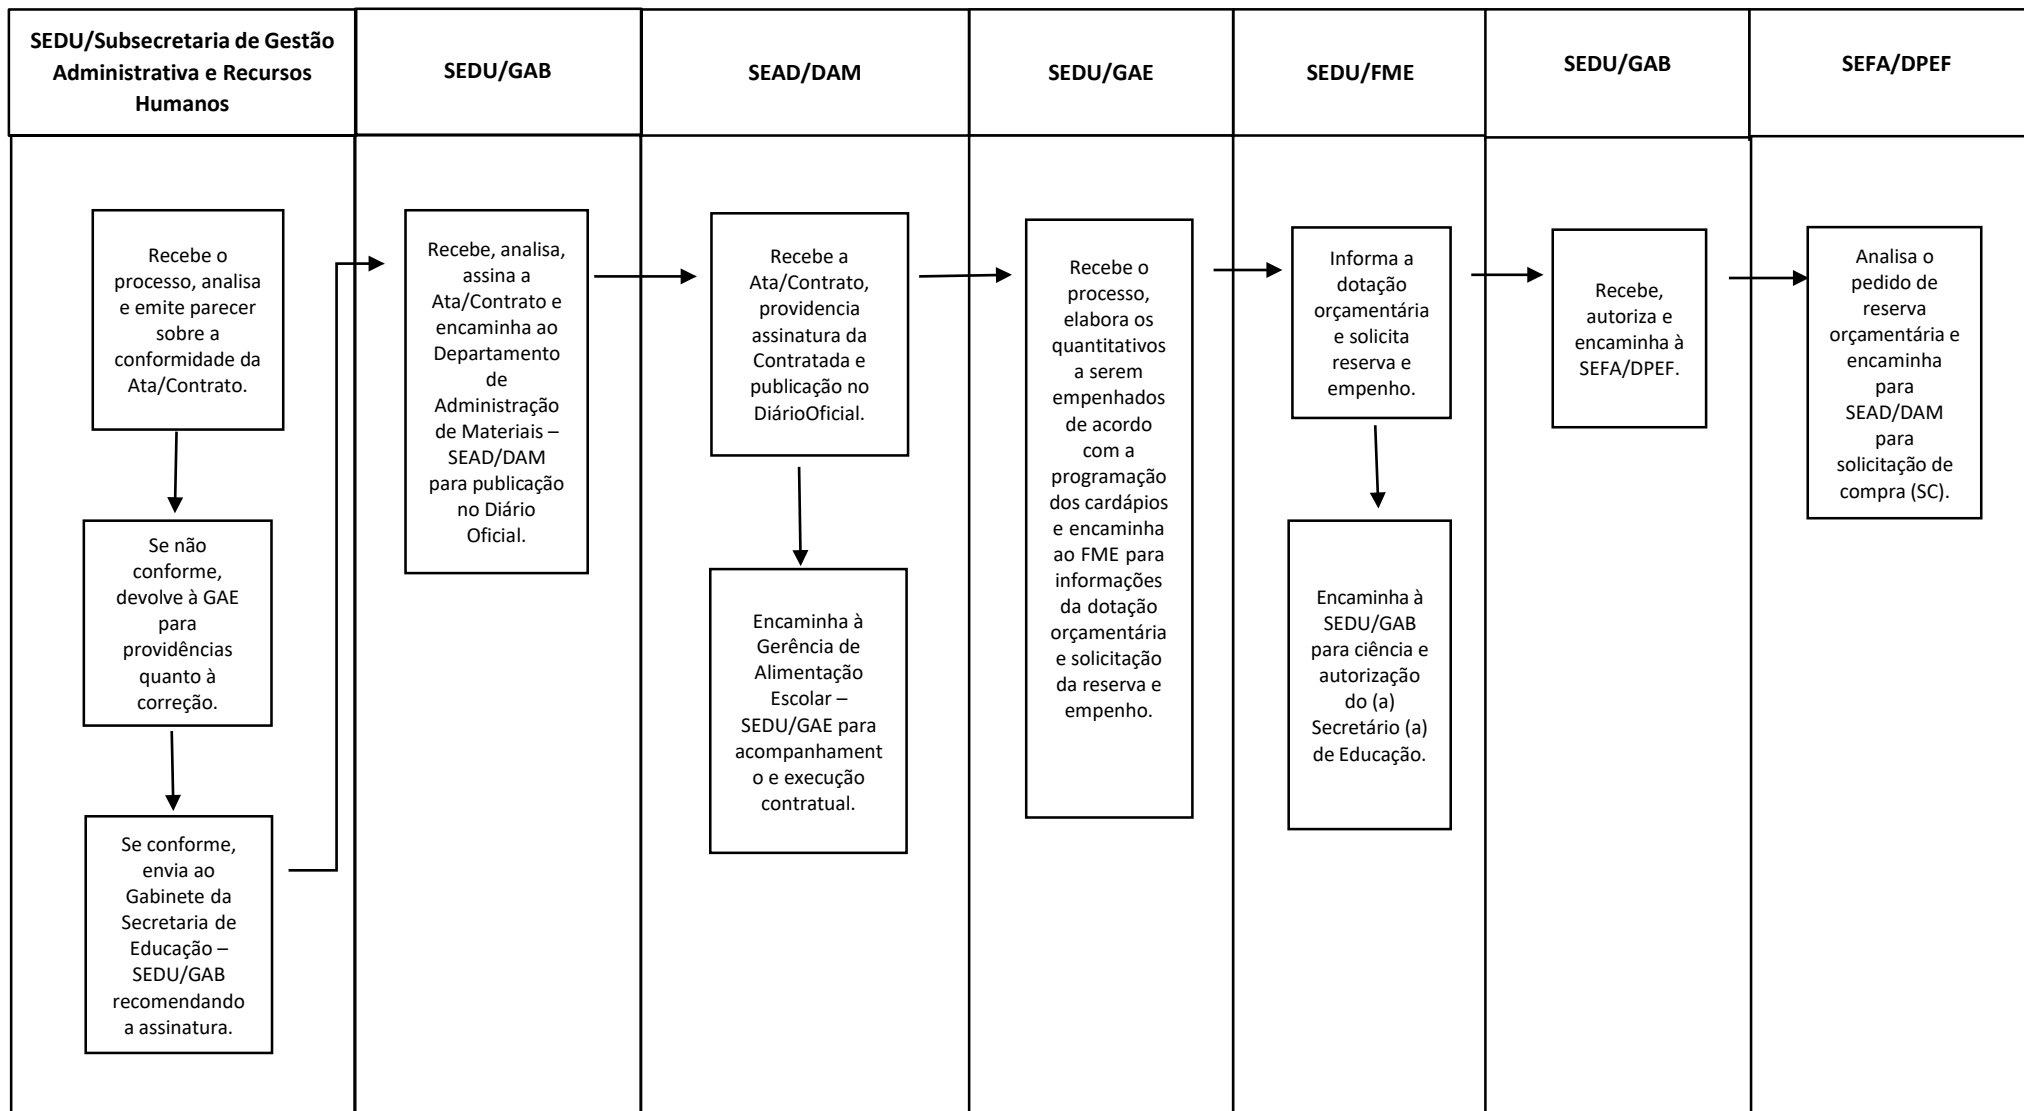 SEDU/Subsecretaria de Gestão
Administrativa e Recursos
Humanos
SEDU/GAB
SEAD/DAM
SEDU/GAE
SEDU/FME
SEDU/GAB
SEFA/DPEF
Recebe o
processo, analisa
e emite parecer
sobre a
conformidade da
Ata/Contrato.
Se não
conforme,
devolve à GAE
para
providências
quanto à
correção.
Se conforme,
envia ao
Gabinete da
Secretaria de
Educação –
SEDU/GAB
recomendando
a assinatura.
Recebe, analisa,
assina a
Ata/Contrato e
encaminha ao
Departamento
de
Administração
de Materiais –
SEAD/DAM
para publicação
no Diário
Oficial.
Recebe a
Ata/Contrato,
providencia
assinatura da
Contratada e
publicação no
DiárioOficial.
Encaminha à
Gerência de
Alimentação
Escolar –
SEDU/GAE para
acompanhament
o e execução
contratual.
Recebe o
processo,
elabora os
quantitativos
a serem
empenhados
de acordo
com a
programação
dos cardápios
e encaminha
ao FME para
informações
da dotação
orçamentária
e solicitação
da reserva e
empenho.
Informa a
dotação
orçamentária
e solicita
reserva e
empenho.
Encaminha à
SEDU/GAB
para ciência e
autorização
do (a)
Secretário (a)
de Educação.
Recebe,
autoriza e
encaminha à
SEFA/DPEF.
Analisa o
pedido de
reserva
orçamentária e
encaminha
para
SEAD/DAM
para
solicitação de
compra (SC).